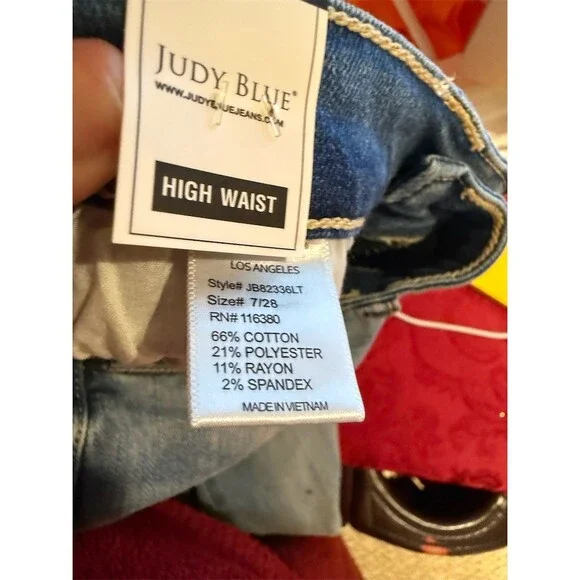 JUDY BLUE®
WWW.JUDYBLUEJEANS.COM
HIGH WAIST
LOS ANGELES
Style# JB82336LT
Size# 7/28
RN# 116380
66% COTTON
21% POLYESTER
11% RAYON
2% SPANDEX
MADE IN VIETNAM